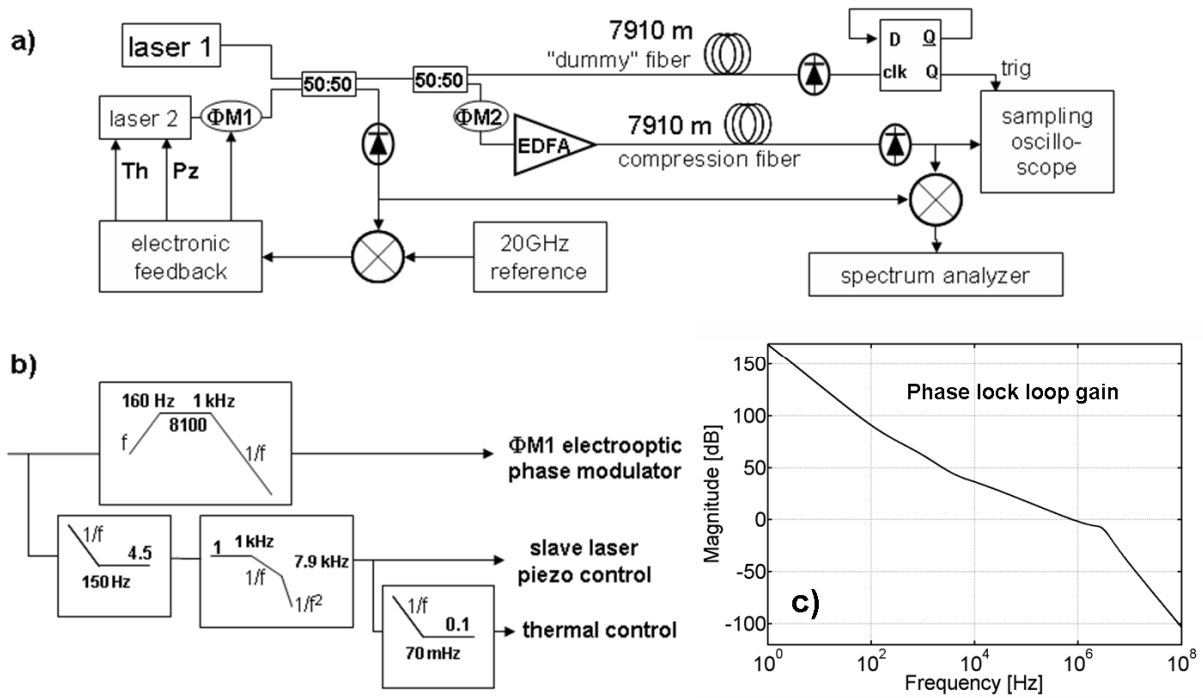 a)
laser 1
7910 m
"dummy" fiber
D Q
clk Q
trig
50:50
50:50
laser 2
ΦM1
ΦM2
EDFA
7910 m
compression fiber
sampling
oscillo-
scope
Th
Pz
electronic
feedback
20GHz
reference
spectrum analyzer
b)
160 Hz 1 kHz
8100
f
1/f
ΦM1 electrooptic
phase modulator
1/f
4.5
150 Hz
1 1 kHz
7.9 kHz
1/f
1/f²
slave laser
piezo control
1/f
0.1
70 mHz
thermal control
Phase lock loop gain
Magnitude [dB]
150
100
50
0
-50
-100
c)
10⁰ 10² 10⁴ 10⁶ 10⁸
Frequency [Hz]